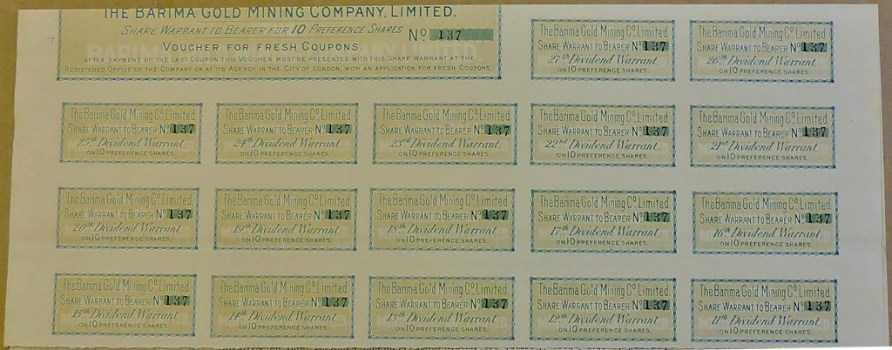 THE BARIMA GOLD MINING COMPANY, LIMITED.
SHARE WARRANT TO BEARER FOR 10 PREFERENCE SHARES Nº 137
VOUCHER FOR FRESH COUPONS.
AFTER PAYMENT OF THE LAST COUPON THIS VOUCHER MUST BE PRESENTED WITH THIS SHARE WARRANT AT THE
REGISTERED OFFICE OF THE COMPANY OR AT ITS AGENCY IN THE CITY OF LONDON, WITH AN APPLICATION FOR FRESH COUPONS.
The Barima Gold Mining Co. Limited.
SHARE WARRANT TO BEARER Nº 137
27th Dividend Warrant
ON 10 PREFERENCE SHARES.
The Barima Gold Mining Co. Limited.
SHARE WARRANT TO BEARER Nº 137
26th Dividend Warrant
ON 10 PREFERENCE SHARES.
The Barima Gold Mining Co. Limited.
SHARE WARRANT TO BEARER Nº 137
25th Dividend Warrant
ON 10 PREFERENCE SHARES.
The Barima Gold Mining Co. Limited.
SHARE WARRANT TO BEARER Nº 137
24th Dividend Warrant
ON 10 PREFERENCE SHARES.
The Barima Gold Mining Co. Limited.
SHARE WARRANT TO BEARER Nº 137
23rd Dividend Warrant
ON 10 PREFERENCE SHARES.
The Barima Gold Mining Co. Limited.
SHARE WARRANT TO BEARER Nº 137
22nd Dividend Warrant
ON 10 PREFERENCE SHARES.
The Barima Gold Mining Co. Limited.
SHARE WARRANT TO BEARER Nº 137
21st Dividend Warrant
ON 10 PREFERENCE SHARES.
The Barima Gold Mining Co. Limited.
SHARE WARRANT TO BEARER Nº 137
20th Dividend Warrant
ON 10 PREFERENCE SHARES.
The Barima Gold Mining Co. Limited.
SHARE WARRANT TO BEARER Nº 137
19th Dividend Warrant
ON 10 PREFERENCE SHARES.
The Barima Gold Mining Co. Limited.
SHARE WARRANT TO BEARER Nº 137
18th Dividend Warrant
ON 10 PREFERENCE SHARES.
The Barima Gold Mining Co. Limited.
SHARE WARRANT TO BEARER Nº 137
17th Dividend Warrant
ON 10 PREFERENCE SHARES.
The Barima Gold Mining Co. Limited.
SHARE WARRANT TO BEARER Nº 137
16th Dividend Warrant
ON 10 PREFERENCE SHARES.
The Barima Gold Mining Co. Limited.
SHARE WARRANT TO BEARER Nº 137
15th Dividend Warrant
ON 10 PREFERENCE SHARES.
The Barima Gold Mining Co. Limited.
SHARE WARRANT TO BEARER Nº 137
14th Dividend Warrant
ON 10 PREFERENCE SHARES.
The Barima Gold Mining Co. Limited.
SHARE WARRANT TO BEARER Nº 137
13th Dividend Warrant
ON 10 PREFERENCE SHARES.
The Barima Gold Mining Co. Limited.
SHARE WARRANT TO BEARER Nº 137
12th Dividend Warrant
ON 10 PREFERENCE SHARES.
The Barima Gold Mining Co. Limited.
SHARE WARRANT TO BEARER Nº 137
11th Dividend Warrant
ON 10 PREFERENCE SHARES.